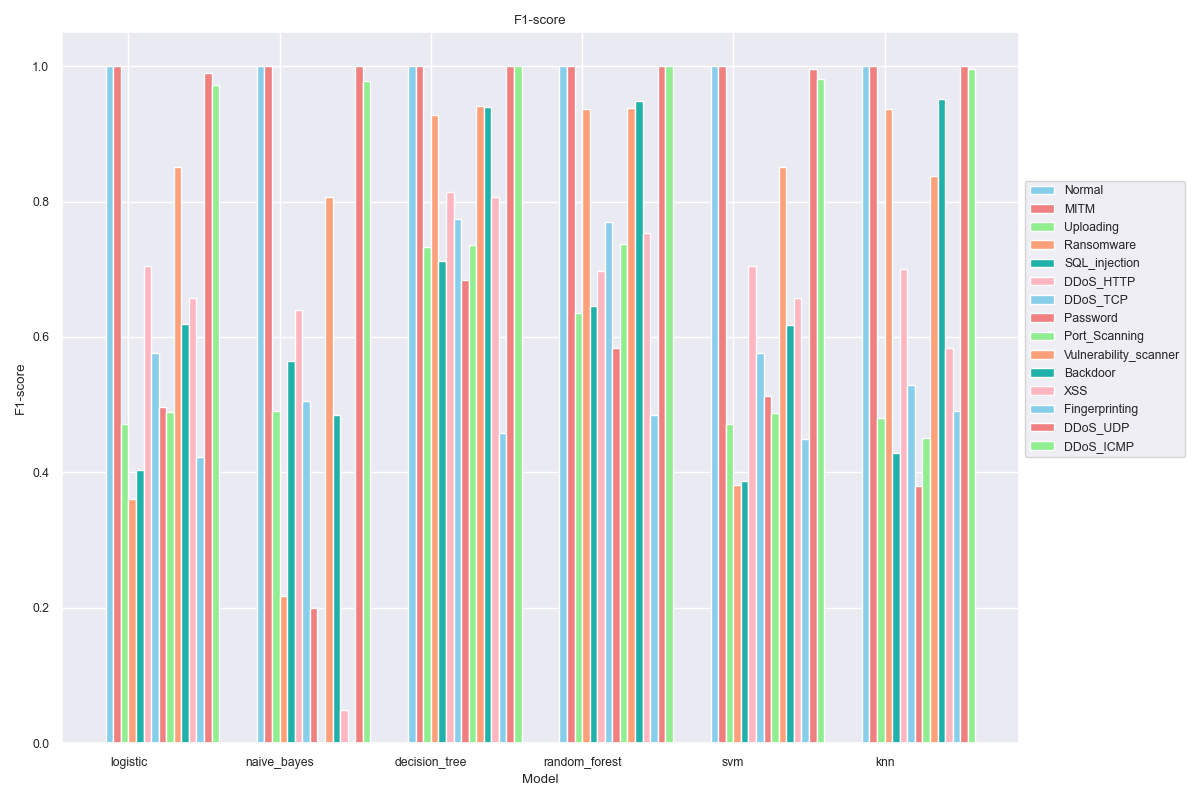 F1-score
1.0
0.8
0.6
0.4
0.2
0.0
F1-score
logistic
naive_bayes
decision_tree
random_forest
svm
knn
Model
Normal
MITM
Uploading
Ransomware
SQL_injection
DDoS_HTTP
DDoS_TCP
Password
Port_Scanning
Vulnerability_scanner
Backdoor
XSS
Fingerprinting
DDoS_UDP
DDoS_ICMP